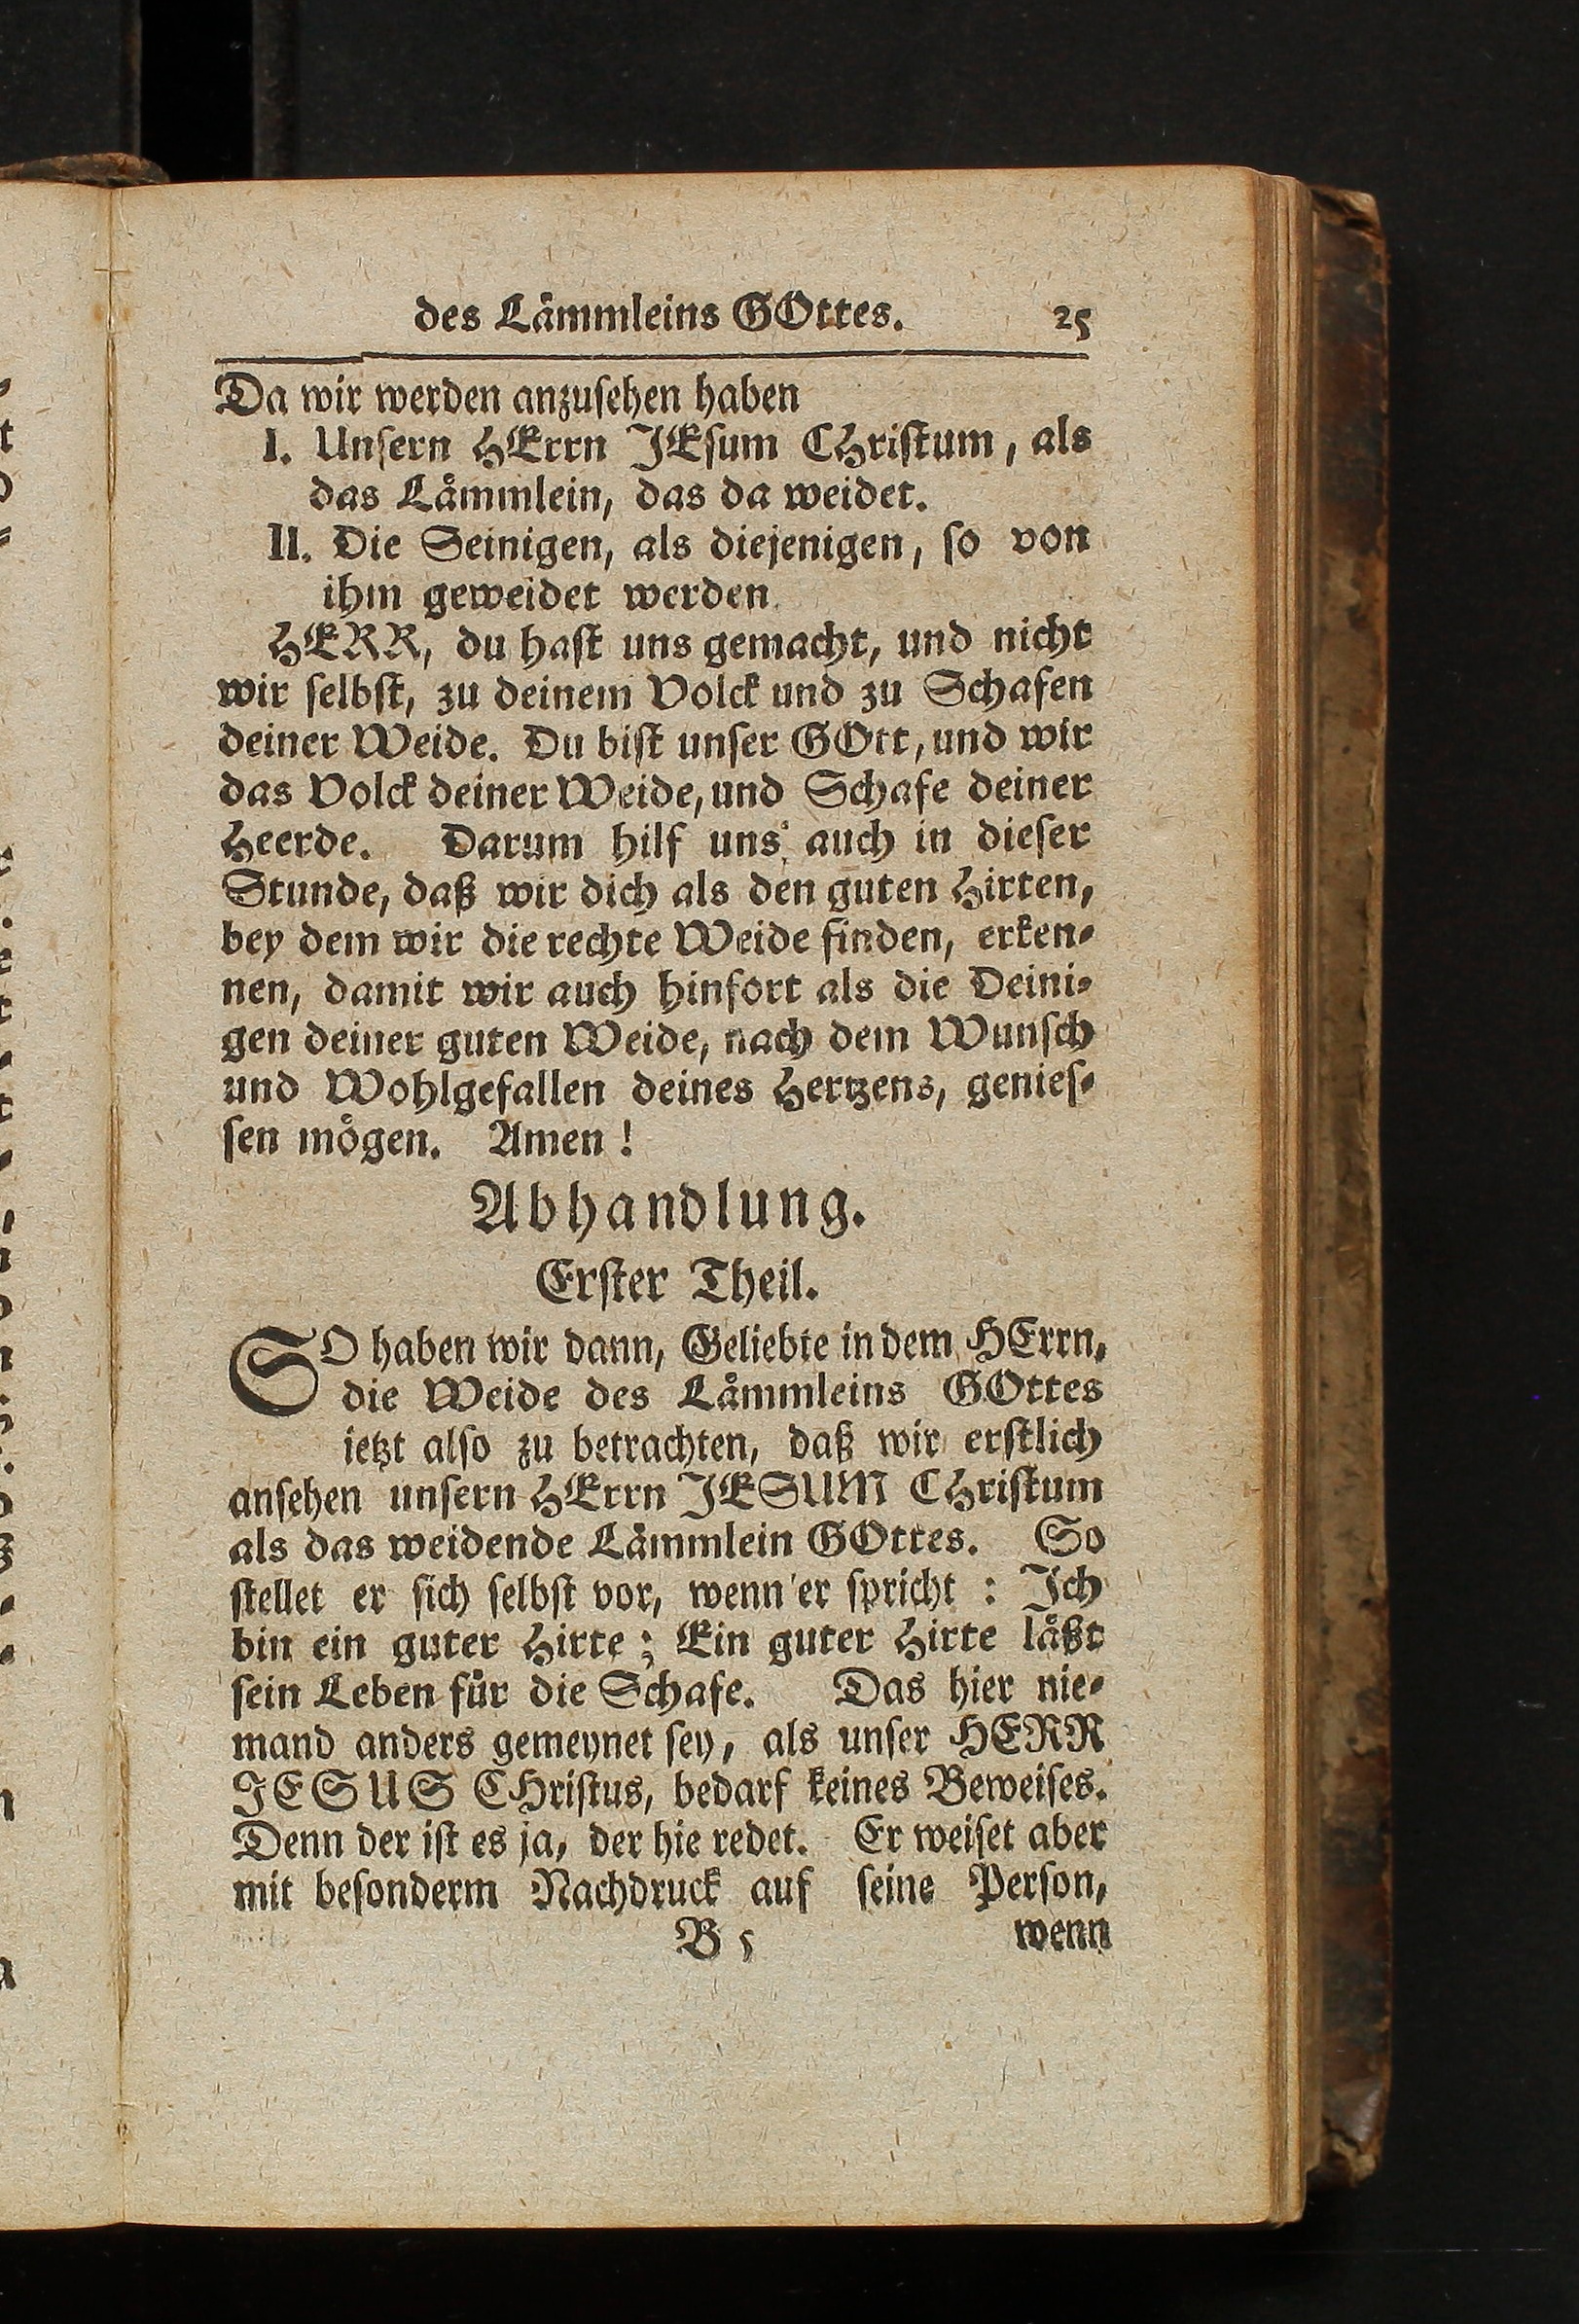 des Lämmleins GOttes. 25
Da wir werden anzuſehen haben
I. Unſern HErrn JEſum CHriſtum, als
das Lämmlein, das da weidet.
II. Die Seinigen, als diejenigen, ſo von
ihm geweidet werden.
HERR, du haſt uns gemacht, und nicht
wir ſelbſt, zu deinem Volck und zu Schafen
deiner Weide. Du biſt unſer GOtt, und wir
das Volck deiner Weide, und Schafe deiner
Heerde. Darum hilf uns auch in dieſer
Stunde, daß wir dich als den guten Hirten,
bey dem wir die rechte Weide finden, erken-
nen, damit wir auch hinfort als die Deini-
gen deiner guten Weide, nach dem Wunſch
und Wohlgefallen deines Hertzens, genieſ-
ſen mögen. Amen!
Abhandlung.
Erſter Theil.
SO haben wir dann, Geliebte in dem HErrn,
die Weide des Lämmleins GOttes
ietzt alſo zu betrachten, daß wir erſtlich
anſehen unſern HErrn JESUM CHriſtum
als das weidende Lämmlein GOttes. So
ſtellet er ſich ſelbſt vor, wenn er ſpricht: Ich
bin ein guter Hirte; Ein guter Hirte läßt
ſein Leben für die Schafe. Das hier nie-
mand anders gemeynet ſey, als unſer HERR
JESUS CHriſtus, bedarf keines Beweiſes.
Denn der iſt es ja, der hie redet. Er weiſet aber
mit beſonderm Nachdruck auf ſeine Perſon,
B 5 wenn